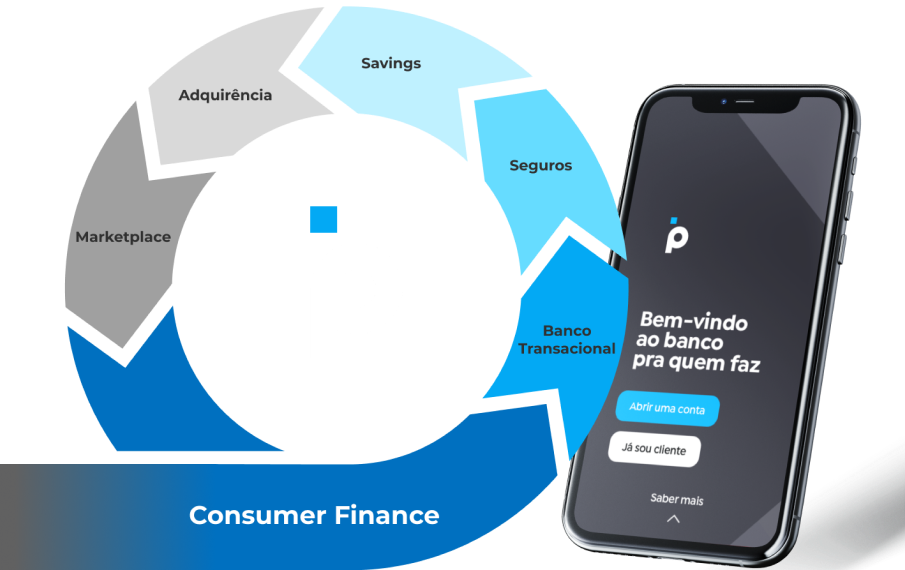 Savings
Adquirência
Seguros
Marketplace
Banco
Transacional
Consumer Finance
p
Bem-vindo
ao banco
pra quem faz
Abrir uma conta
Já sou cliente
Saber mais